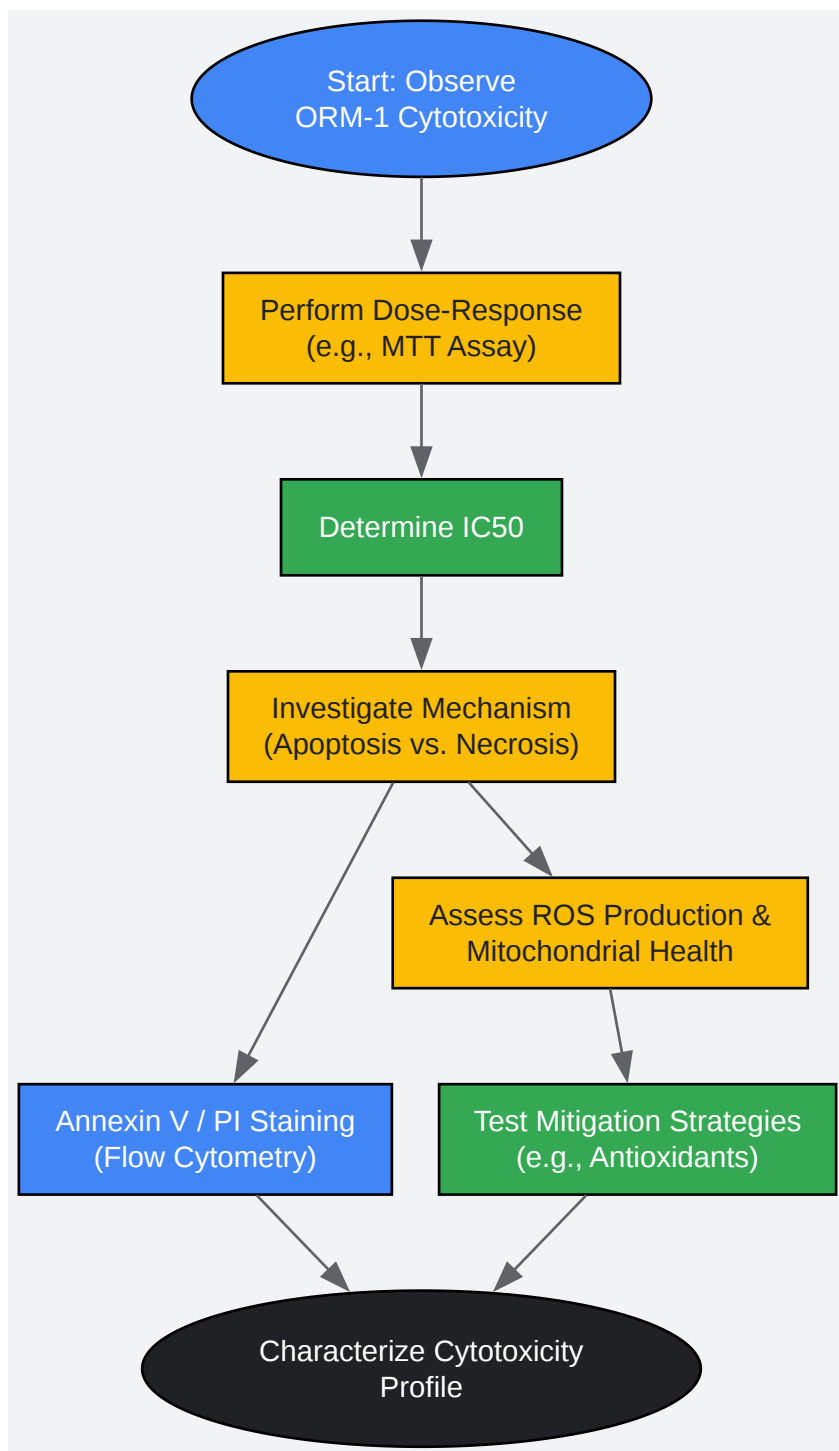 Start: Observe
ORM-1 Cytotoxicity
Perform Dose-Response
(e.g., MTT Assay)
Determine IC50
Investigate Mechanism
(Apoptosis vs. Necrosis)
Assess ROS Production &
Mitochondrial Health
Annexin V / PI Staining
(Flow Cytometry)
Test Mitigation Strategies
(e.g., Antioxidants)
Characterize Cytotoxicity
Profile